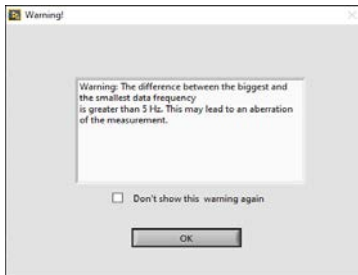 Warning!
Warning: The difference between the biggest and
the smallest data frequency
is greater than 5 Hz. This may lead to an aberration
of the measurement.
Don't show this warning again
OK